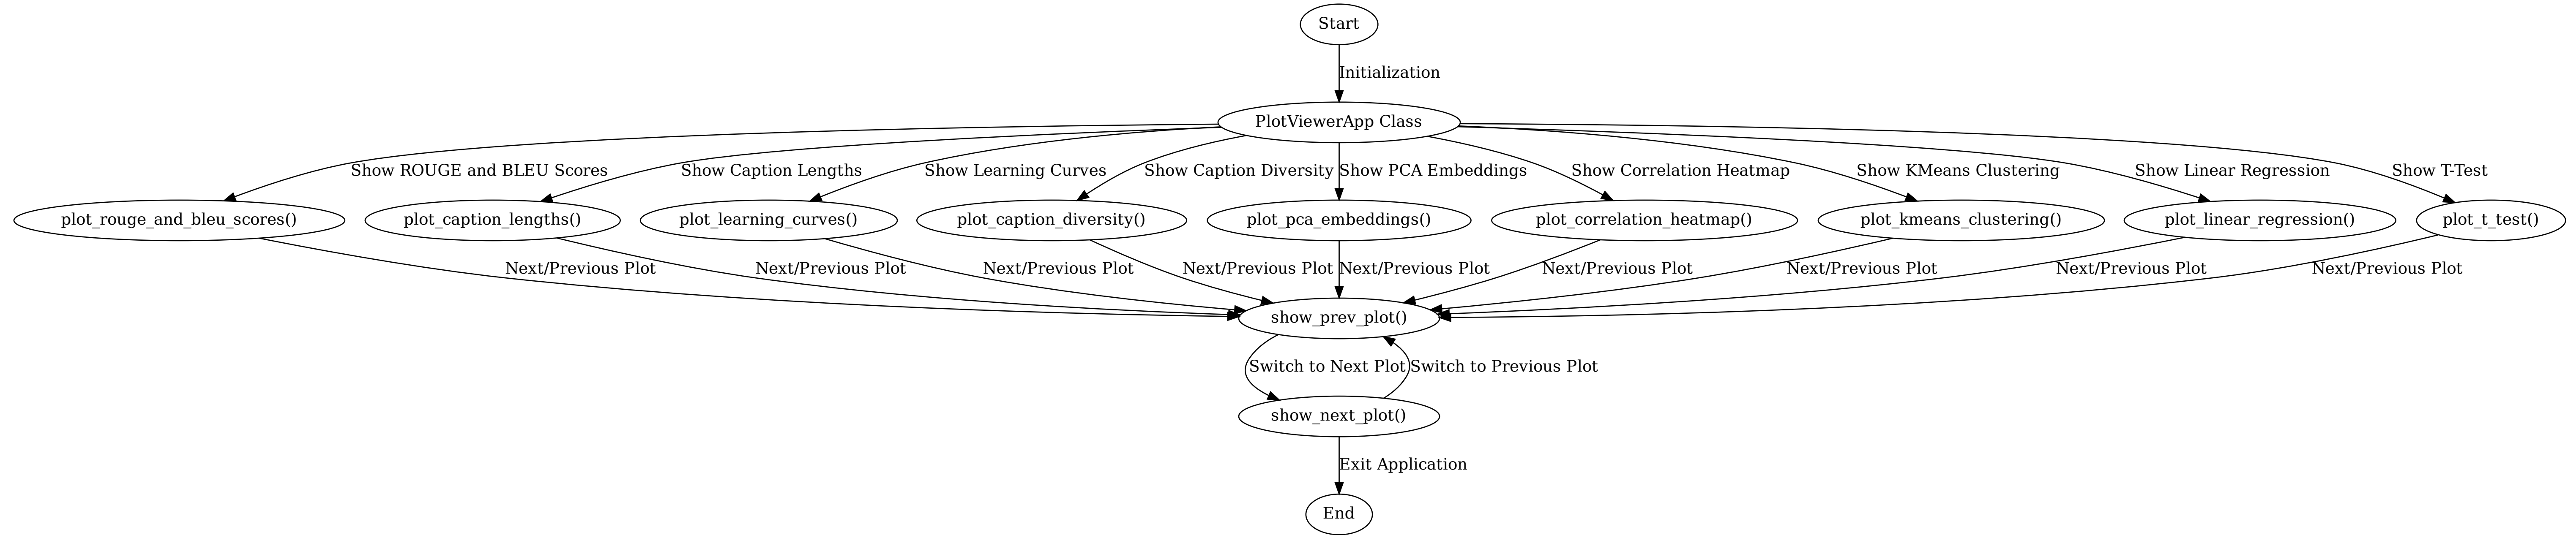 Start
Initialization
PlotViewerApp Class
Show ROUGE and BLEU Scores
Show Caption Lengths
Show Learning Curves
Show Caption Diversity
Show PCA Embeddings
Show Correlation Heatmap
Show KMeans Clustering
Show Linear Regression
Show T-Test
plot_rouge_and_bleu_scores()
plot_caption_lengths()
plot_learning_curves()
plot_caption_diversity()
plot_pca_embeddings()
plot_correlation_heatmap()
plot_kmeans_clustering()
plot_linear_regression()
plot_t_test()
Next/Previous Plot
Next/Previous Plot
Next/Previous Plot
Next/Previous Plot
Next/Previous Plot
Next/Previous Plot
Next/Previous Plot
Next/Previous Plot
Next/Previous Plot
show_prev_plot()
Switch to Next Plot
Switch to Previous Plot
show_next_plot()
Exit Application
End